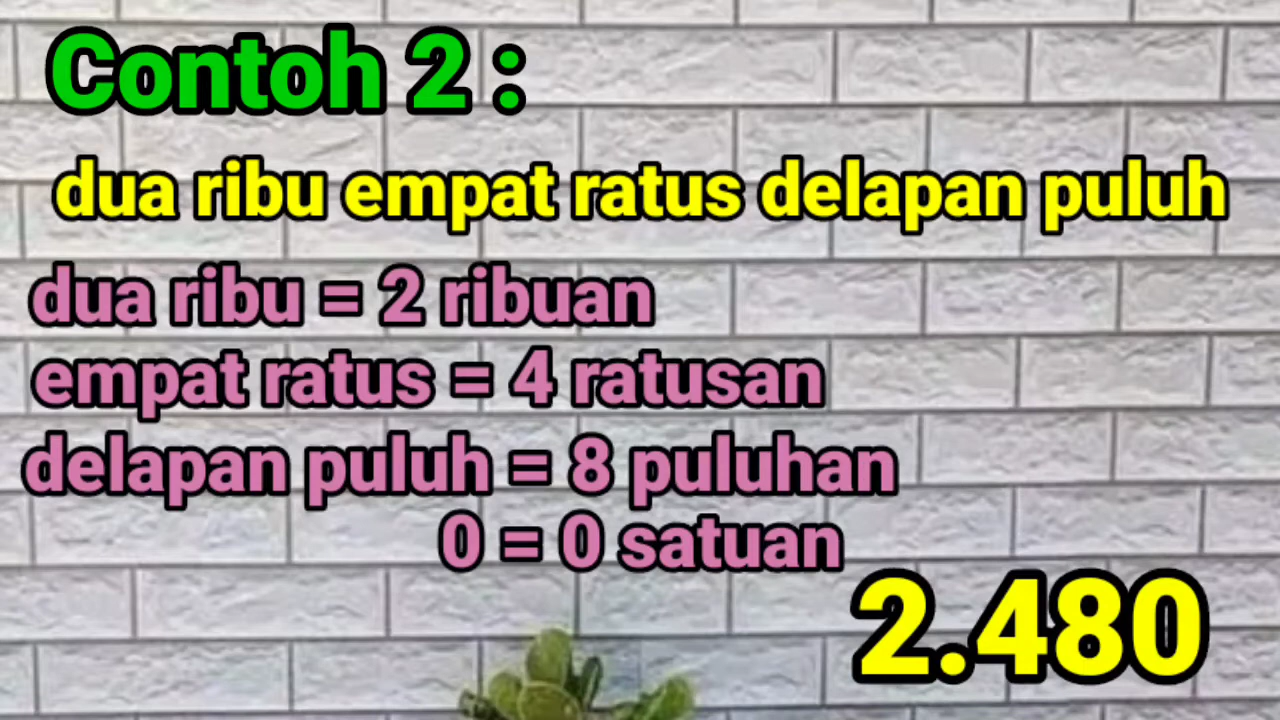 Contoh 2 :
dua ribu empat ratus delapan puluh
dua ribu = 2 ribuan
empat ratus = 4 ratusan
delapan puluh = 8 puluhan
0 = 0 satuan
2.480